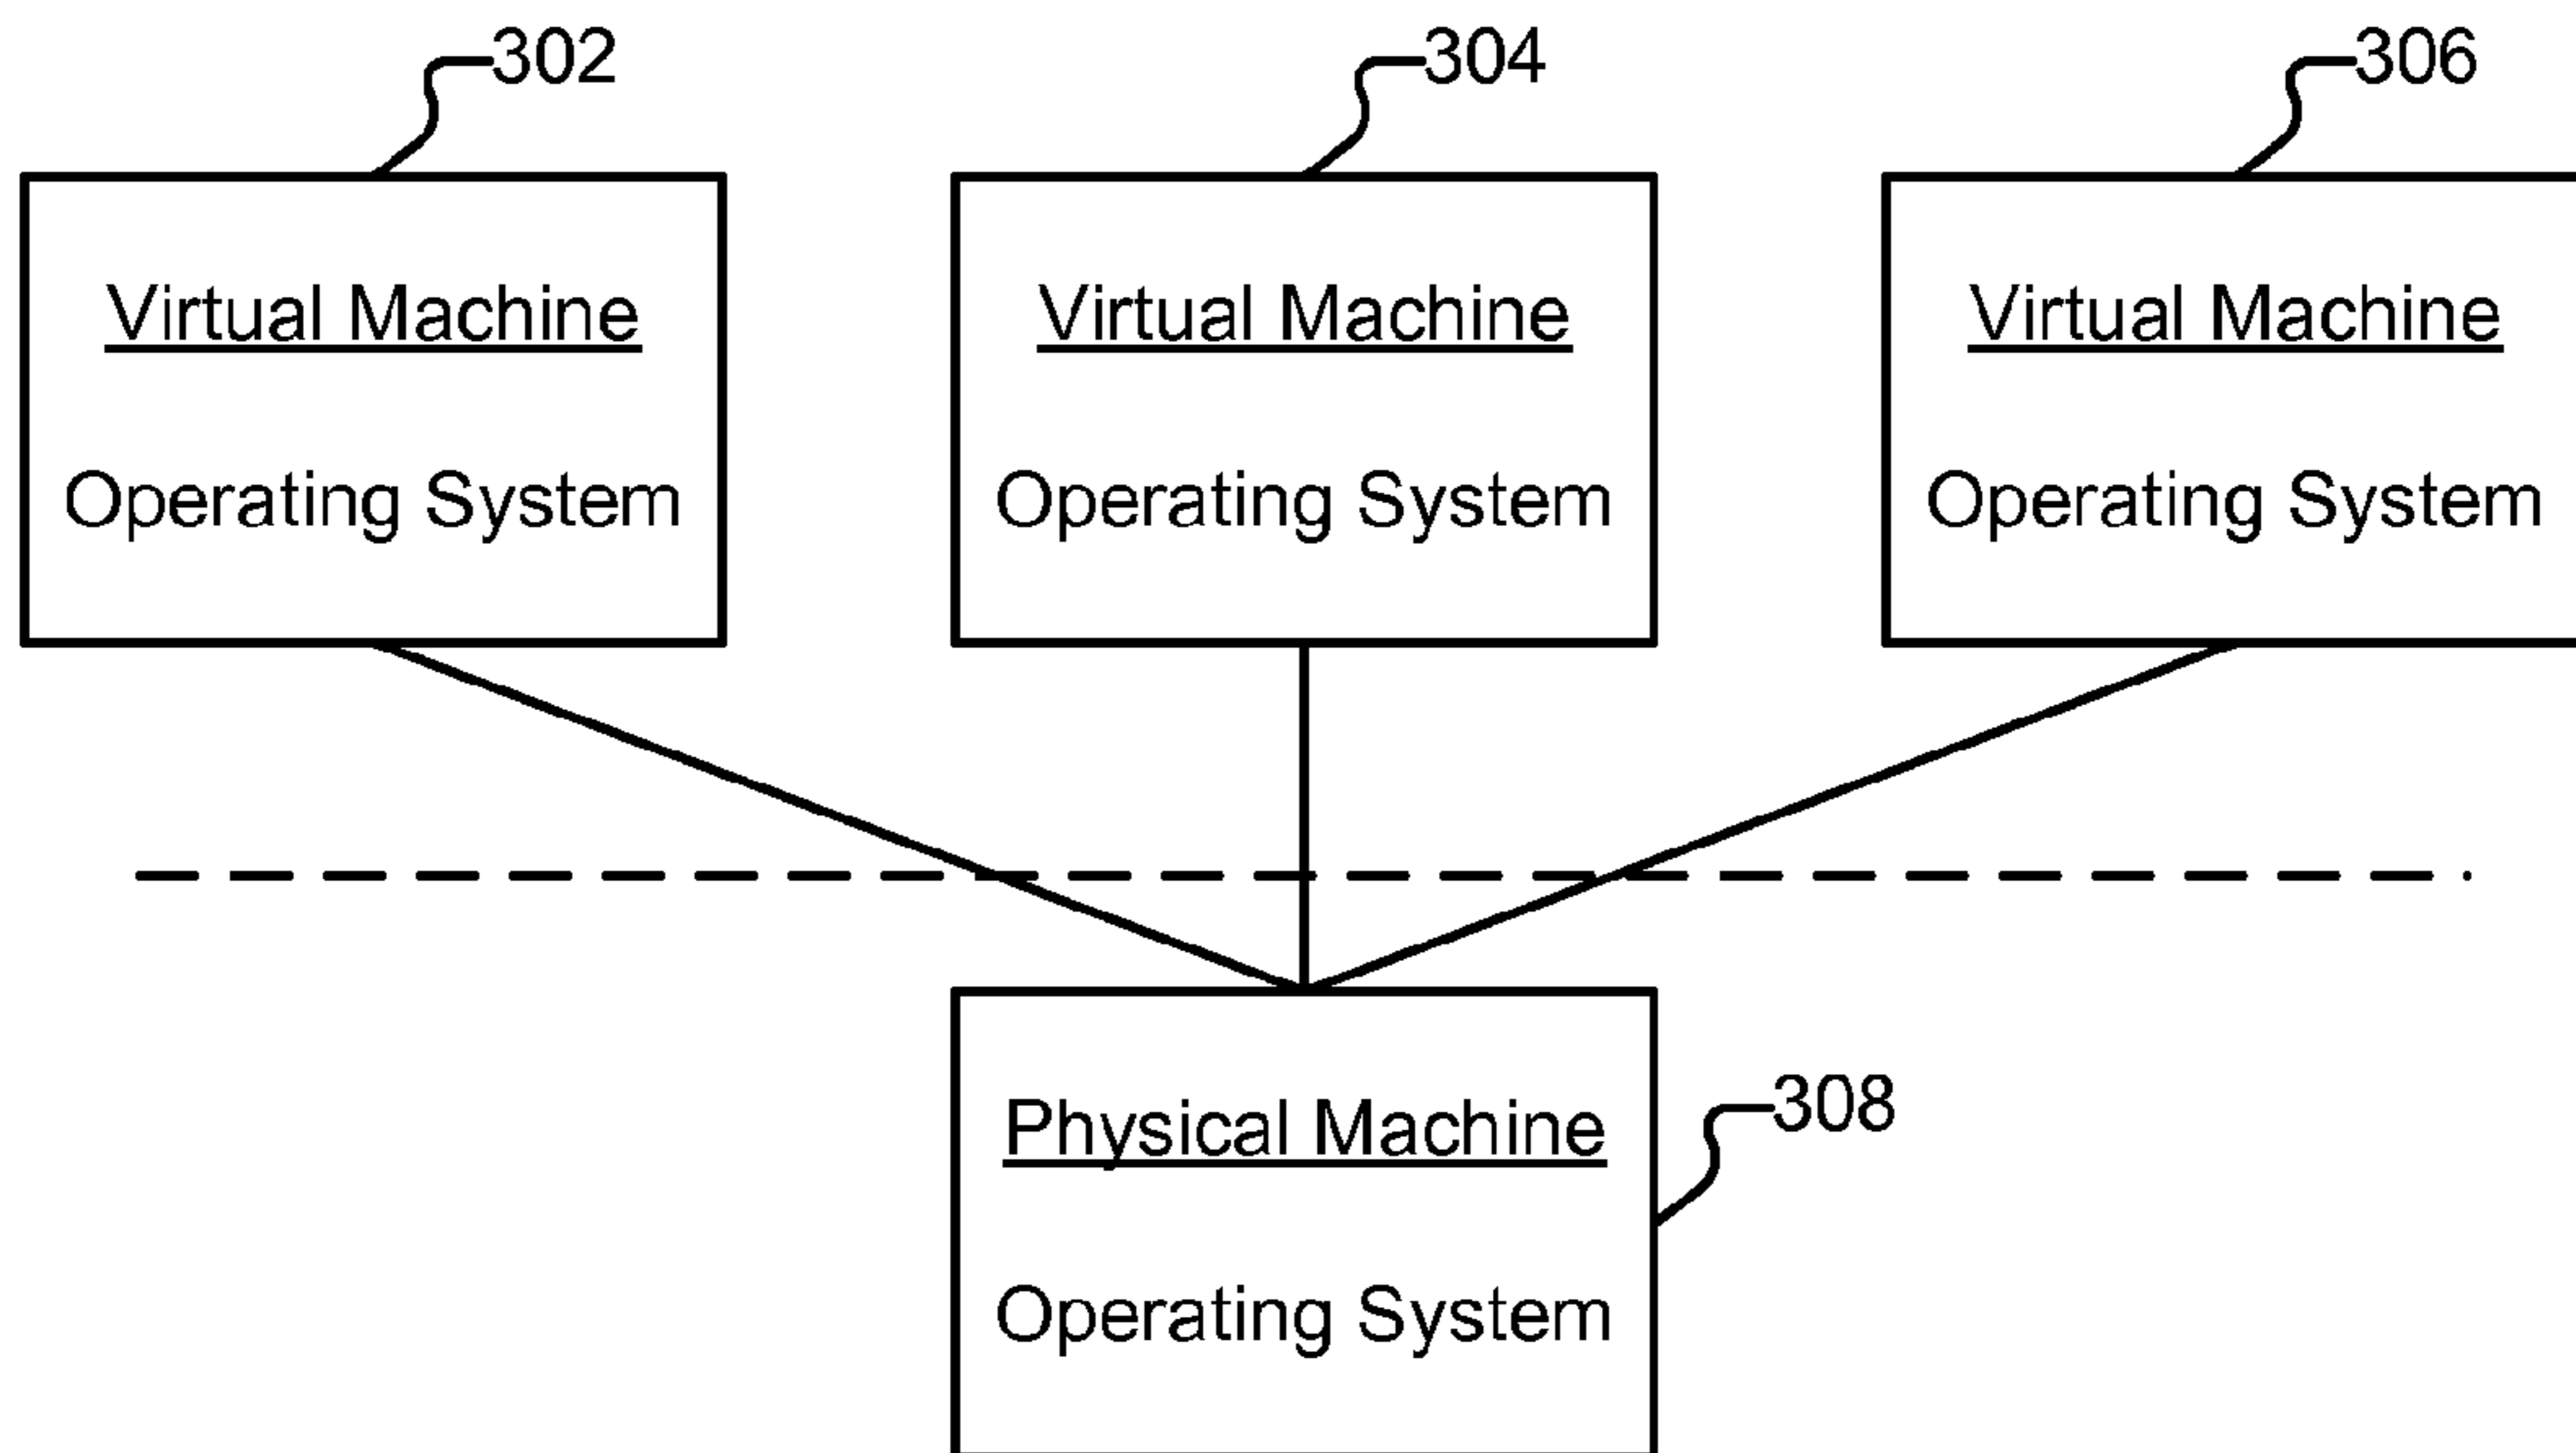 302
304
306
Virtual Machine
Operating System
Virtual Machine
Operating System
Virtual Machine
Operating System
308
Physical Machine
Operating System